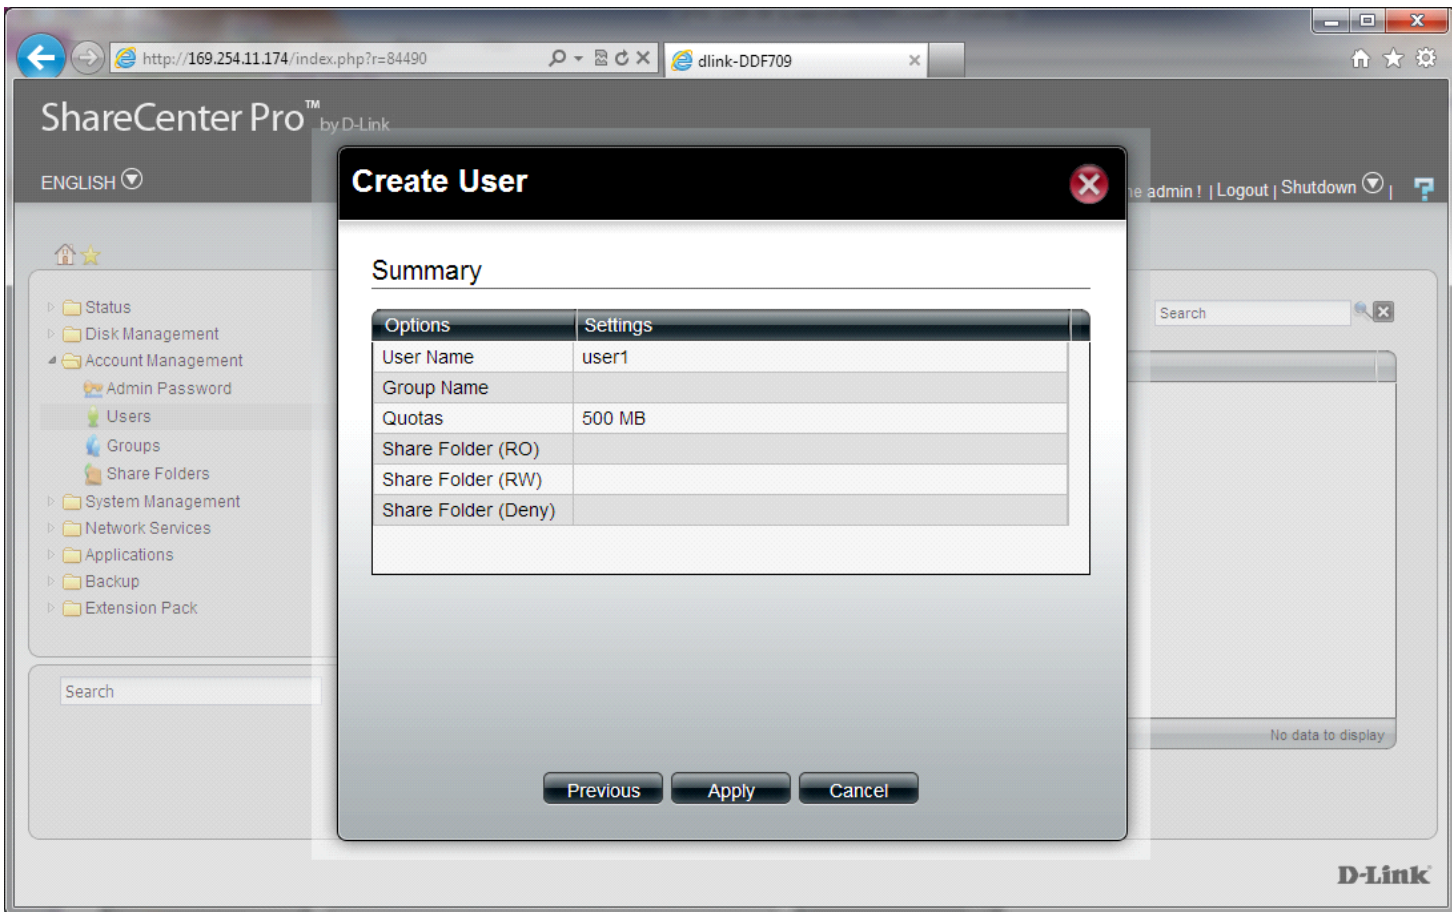 http://169.254.11.174/index.php?r=84490
dlink-DDF709
ShareCenter Pro™ by D-Link
ENGLISH
admin ! | Logout | Shutdown |
Create User
Summary
Options Settings
User Name user1
Group Name
Quotas 500 MB
Share Folder (RO)
Share Folder (RW)
Share Folder (Deny)
Previous Apply Cancel
Status
Disk Management
Account Management
Admin Password
Users
Groups
Share Folders
System Management
Network Services
Applications
Backup
Extension Pack
Search
Search
No data to display
D-Link